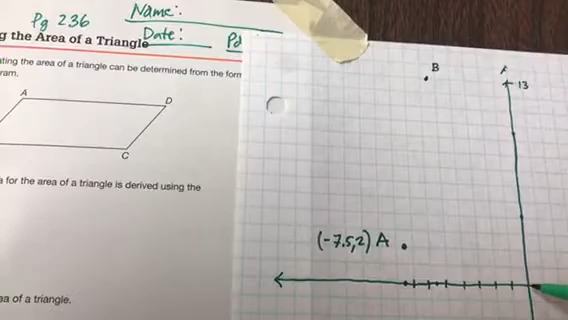 Pg 236
Name:
g the Area of a Triangle
Date:
ating the area of a triangle can be determined from the form
ram.
A
D
C
a for the area of a triangle is derived using the
ea of a triangle.
B
13
(-7.5,2) A